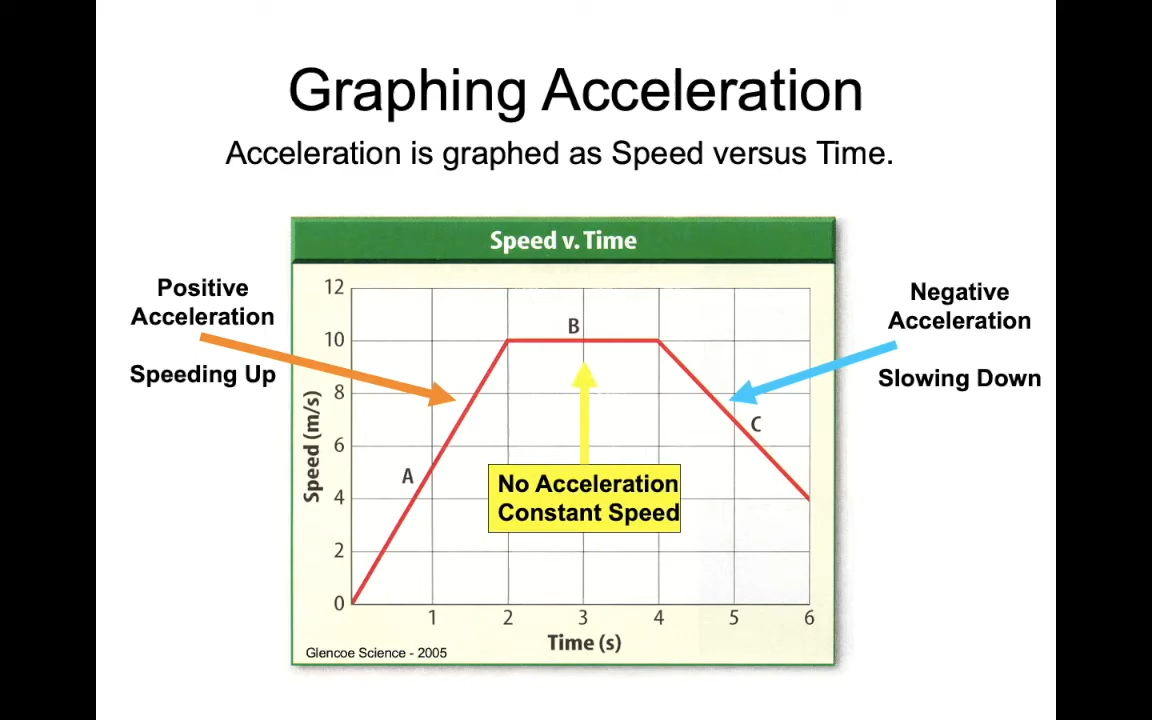 Graphing Acceleration
Acceleration is graphed as Speed versus Time.
Speed v. Time
Positive
Acceleration
Speeding Up
Negative
Acceleration
Slowing Down
12
10
8
6
4
2
0
Speed (m/s)
A
B
C
No Acceleration
Constant Speed
1 2 3 4 5 6
Time (s)
Glencoe Science - 2005